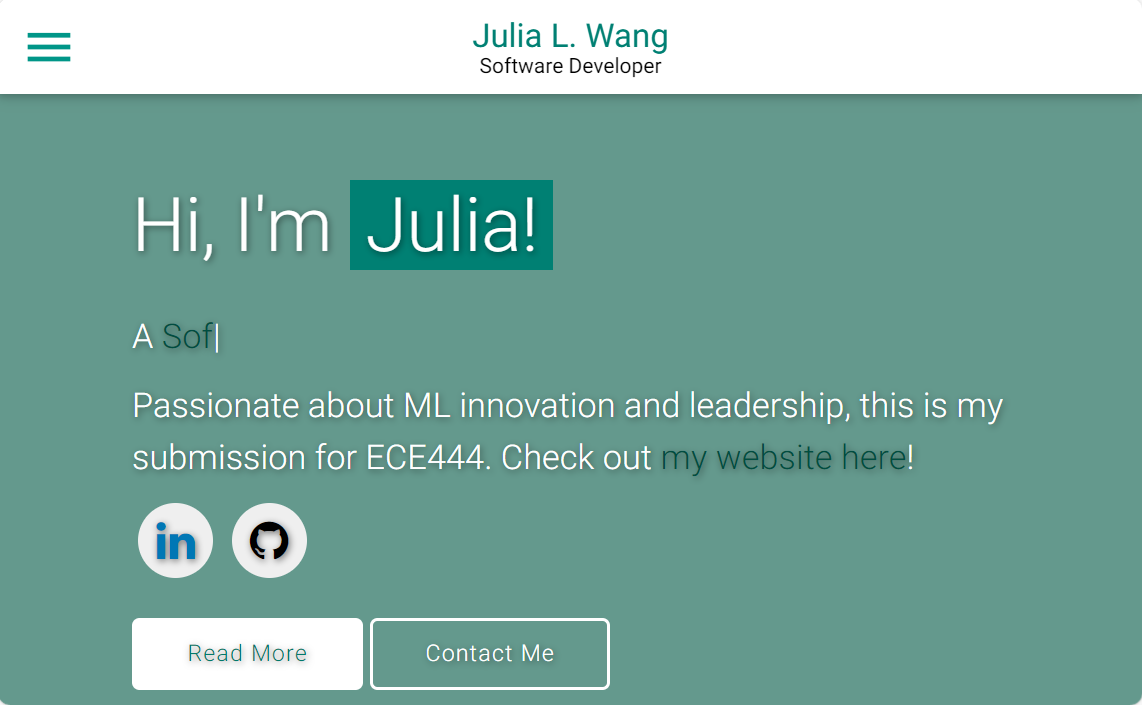 Julia L. Wang
Software Developer
Hi, I'm Julia!
A Sof|
Passionate about ML innovation and leadership, this is my
submission for ECE444. Check out my website here!
in
Read More
Contact Me